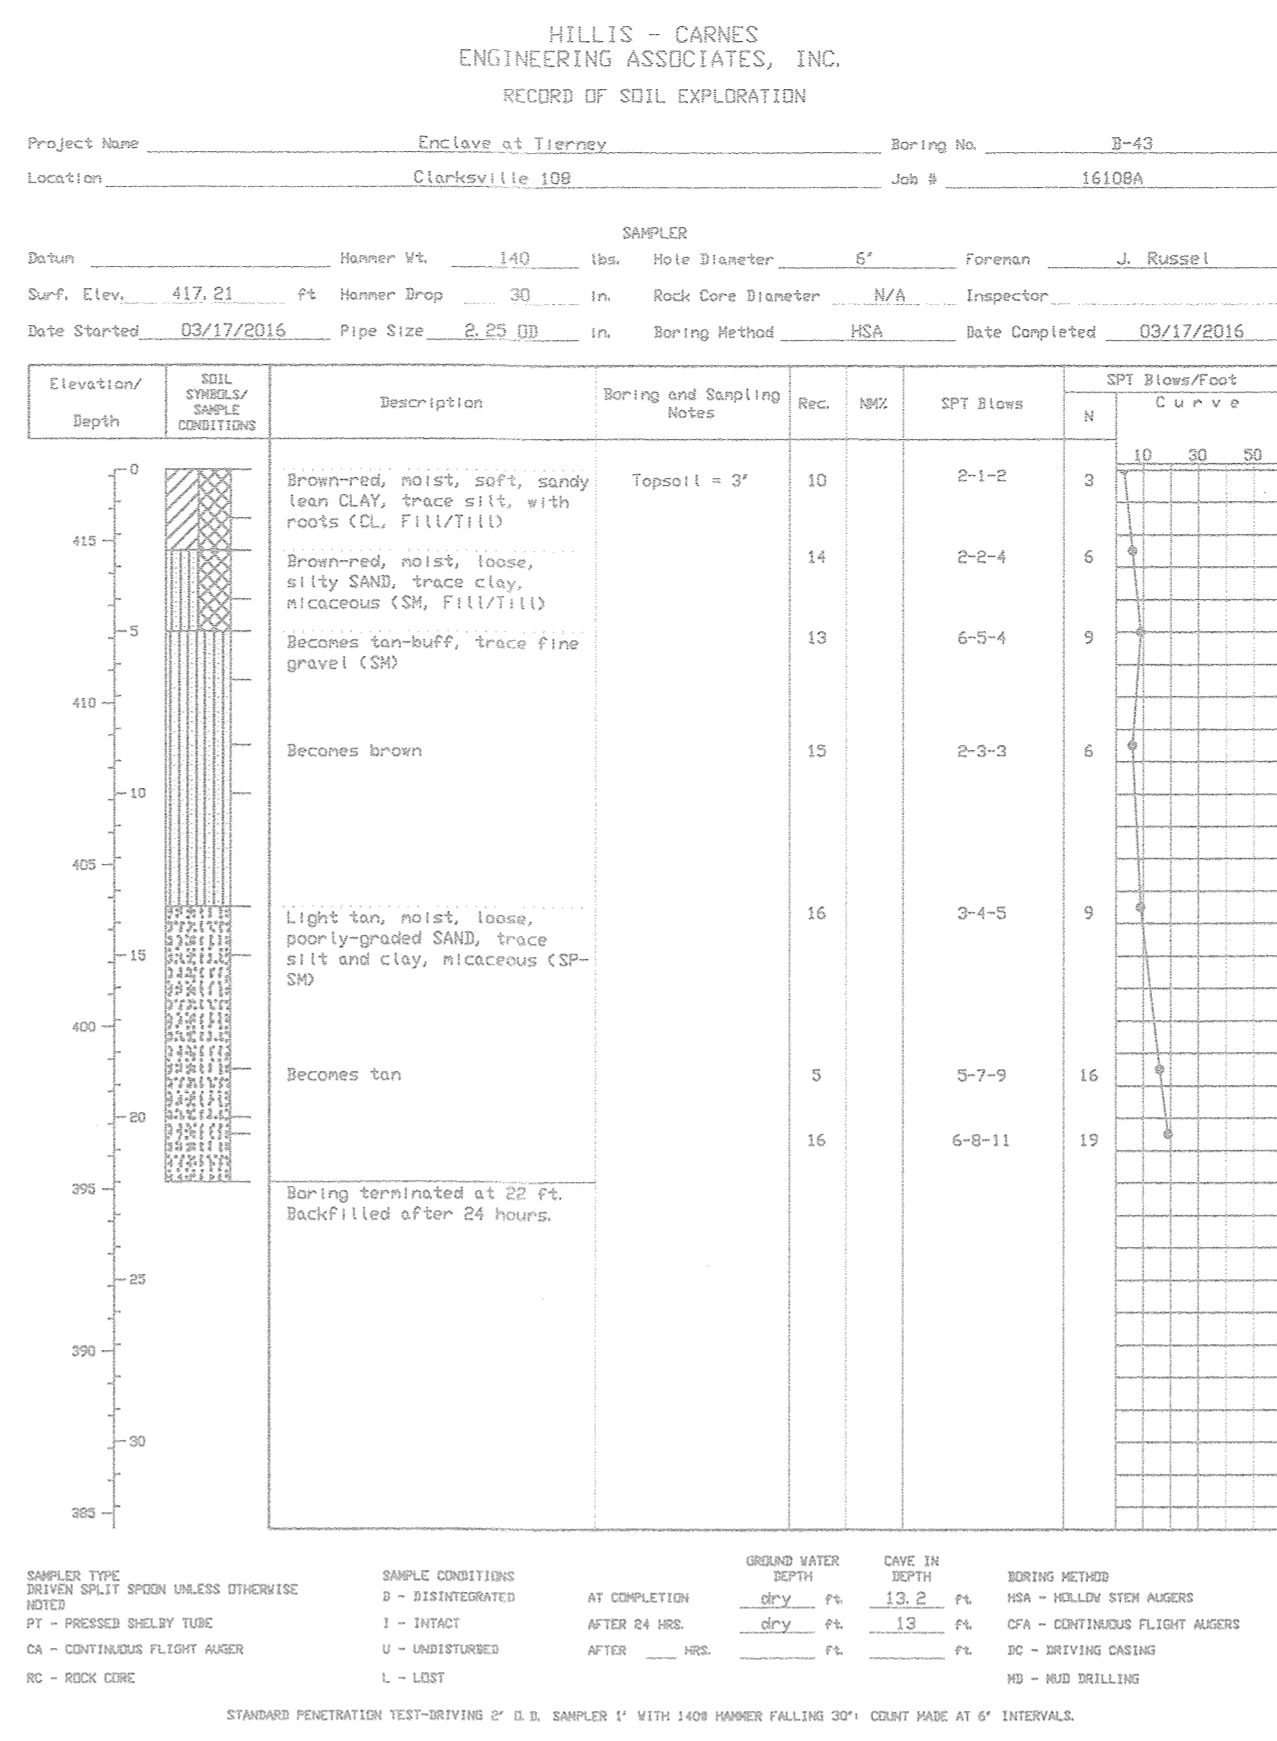 HILLIS - CARNES
ENGINEERING ASSOCIATES, INC.
RECORD OF SOIL EXPLORATION
Project Name Enclave at Tierney Boring No. B-43
Location Clarksville 108 Job # 16108A
SAMPLER
Datum Hammer Wt. 140 lbs. Hole Diameter 6" Foreman J. Russel
Surf. Elev. 417.21 ft Hammer Drop 30 in. Rock Core Diameter N/A Inspector
Date Started 03/17/2016 Pipe Size 2.25 OD in. Boring Method HSA Date Completed 03/17/2016
Elevation/
Depth
SOIL
SYMBOLS/
SAMPLE
CONDITIONS
Description
Boring and Sampling
Notes
Rec. NM% SPT Blows
SPT Blows/Foot
N
Curve
10 30 50
0
Brown-red, moist, soft, sandy Topsoil = 3" 10 2-1-2 3
lean CLAY, trace silt, with
roots (CL, Fill/Till)
415
Brown-red, moist, loose, 14 2-2-4 6
silty SAND, trace clay,
micaceous (SM, Fill/Till)
5
Becomes tan-buff, trace fine 13 6-5-4 9
gravel (SM)
410
Becomes brown 15 2-3-3 6
10
405
Light tan, moist, loose, 16 3-4-5 9
poorly-graded SAND, trace
15
silt and clay, micaceous (SP-
SM)
400
Becomes tan 5 5-7-9 16
20
16 6-8-11 19
395
Boring terminated at 22 ft.
Backfilled after 24 hours.
25
390
30
385
SAMPLER TYPE
DRIVEN SPLIT SPOON UNLESS OTHERWISE
NOTED
PT - PRESSED SHELBY TUBE
CA - CONTINUOUS FLIGHT AUGER
RC - ROCK CORE
SAMPLE CONDITIONS
D - DISINTEGRATED
I - INTACT
U - UNDISTURBED
L - LOST
GROUND WATER CAVE IN
DEPTH DEPTH
AT COMPLETION dry ft. 13.2 ft.
AFTER 24 HRS. dry ft. 13 ft.
AFTER HRS. ft. ft.
BORING METHOD
HSA - HOLLOW STEM AUGERS
CFA - CONTINUOUS FLIGHT AUGERS
DC - DRIVING CASING
MD - MUD DRILLING
STANDARD PENETRATION TEST-DRIVING 2" O.D. SAMPLER 1' WITH 140# HAMMER FALLING 30"; COUNT MADE AT 6" INTERVALS.